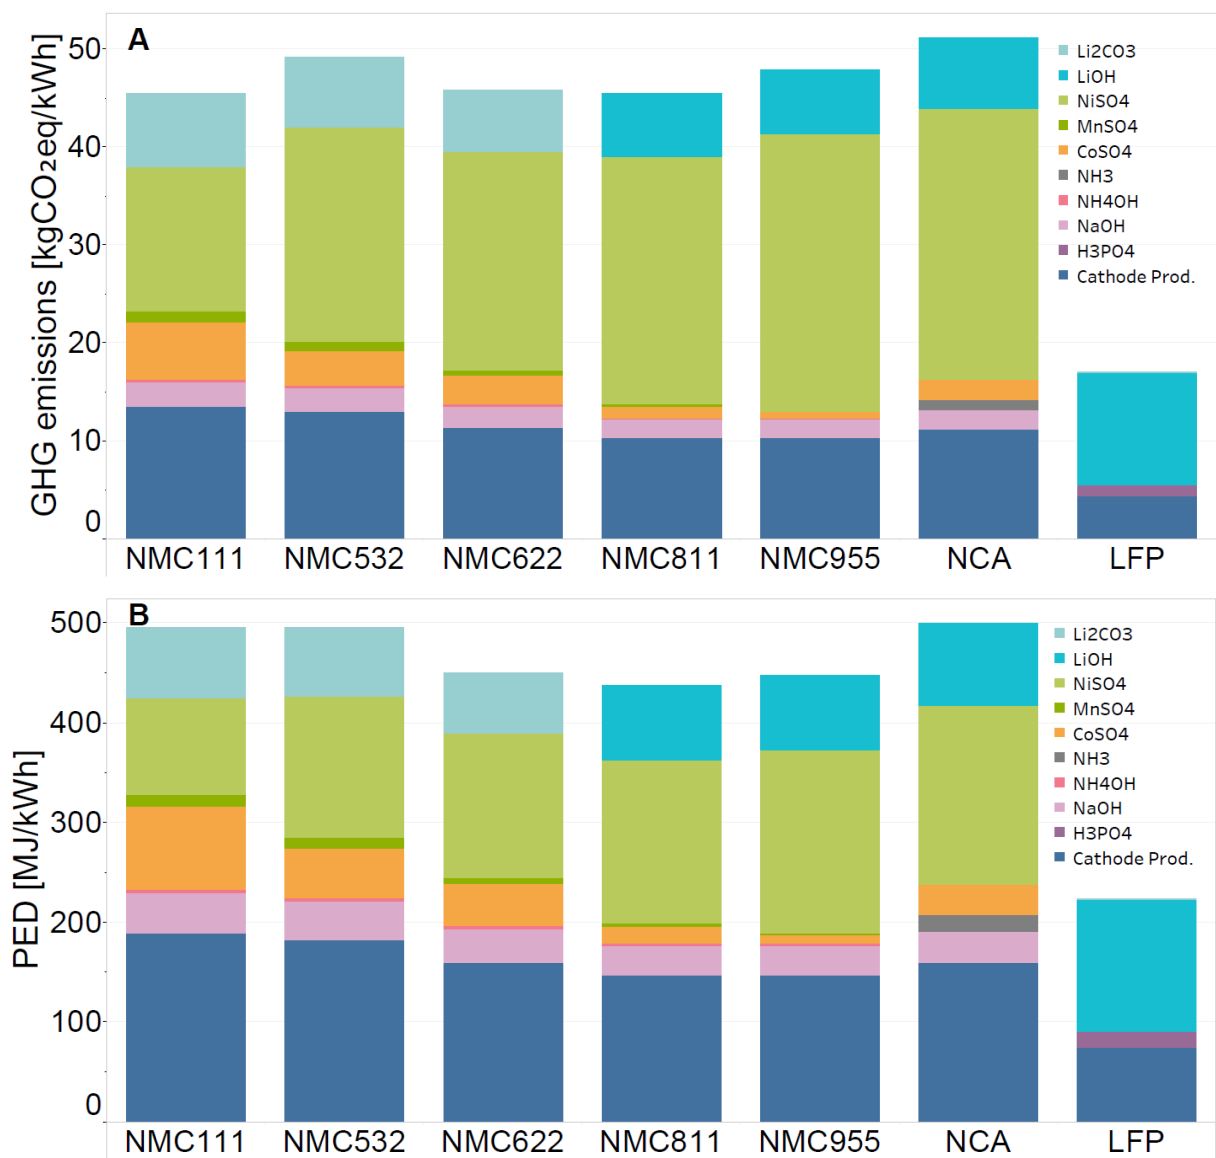 A
GHG emissions [kgCO₂eq/kWh]
50
40
30
20
10
0
Li2CO3
LiOH
NiSO4
MnSO4
CoSO4
NH3
NH4OH
NaOH
H3PO4
Cathode Prod.
NMC111 NMC532 NMC622 NMC811 NMC955 NCA LFP
B
PED [MJ/kWh]
500
400
300
200
100
0
Li2CO3
LiOH
NiSO4
MnSO4
CoSO4
NH3
NH4OH
NaOH
H3PO4
Cathode Prod.
NMC111 NMC532 NMC622 NMC811 NMC955 NCA LFP